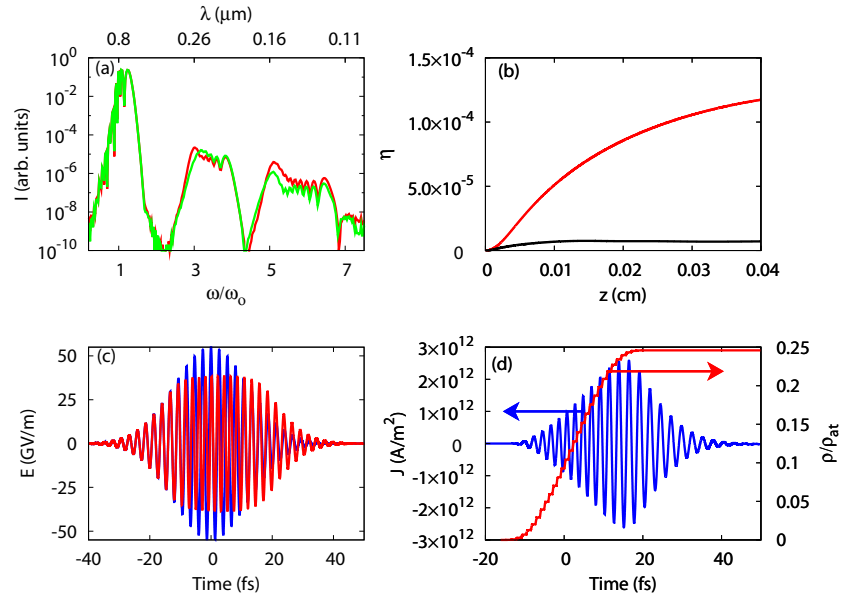 λ (μm)
0.8 0.26 0.16 0.11
(a)
10^0
10^-2
10^-4
10^-6
10^-8
10^-10
I (arb. units)
1 3 5 7
ω/ω_o
(b)
1.5×10^-4
1.0×10^-4
5.0×10^-5
0
η
0 0.01 0.02 0.03 0.04
z (cm)
(c)
50
25
0
-25
-50
E (GV/m)
-40 -20 0 20 40
Time (fs)
(d)
3×10^12
2×10^12
1×10^12
0
-1×10^12
-2×10^12
-3×10^12
J (A/m^2)
0.25
0.2
0.15
0.1
0.05
0
ρ/ρ_at
-20 0 20 40
Time (fs)